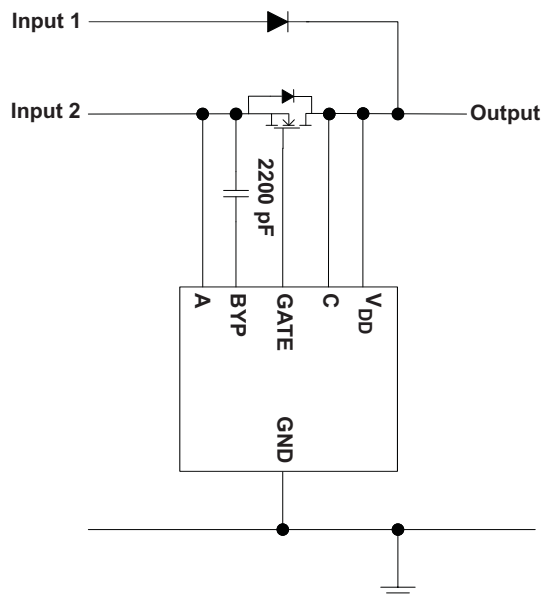 Input 1
Input 2
Output
2200 pF
A
BYP
GATE
C
VDD
GND